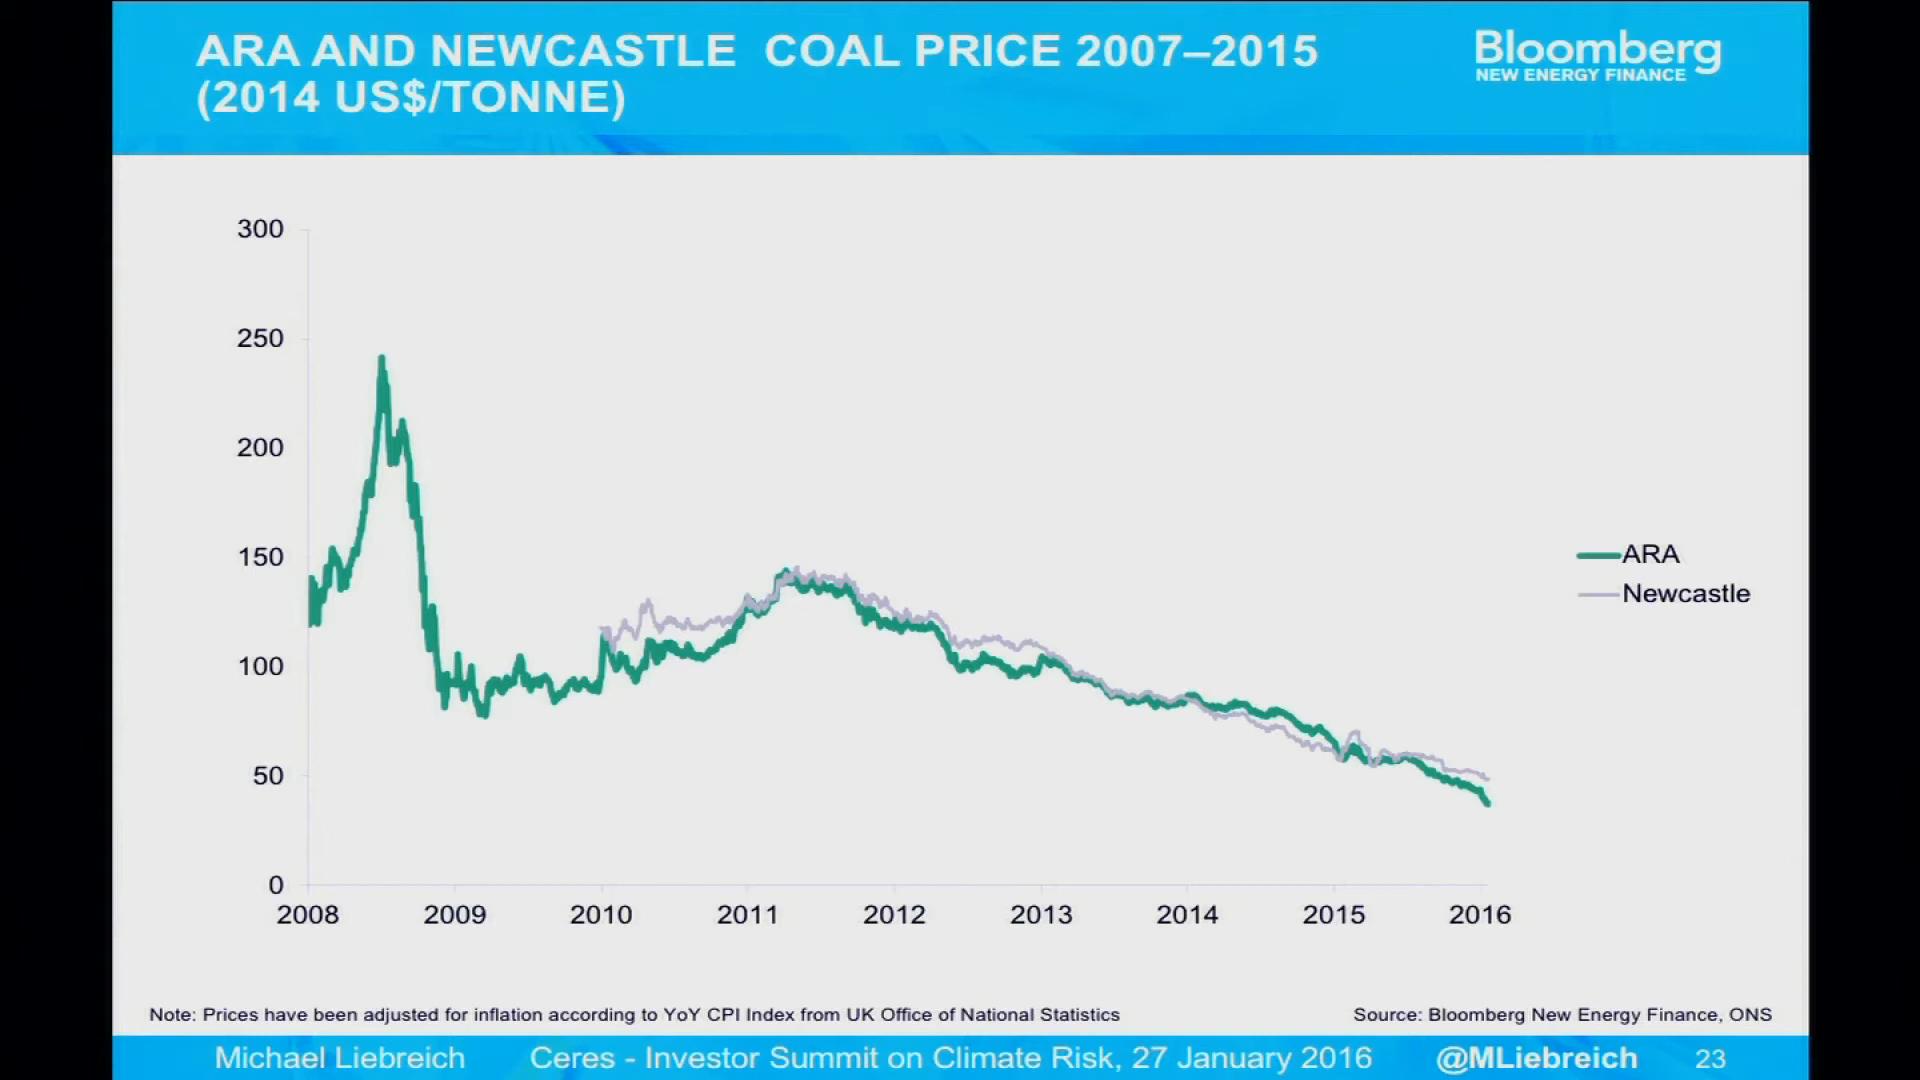 ARA AND NEWCASTLE COAL PRICE 2007–2015
(2014 US$/TONNE)
Bloomberg
NEW ENERGY FINANCE
300
250
200
150
100
50
0
2008 2009 2010 2011 2012 2013 2014 2015 2016
ARA
Newcastle
Note: Prices have been adjusted for inflation according to YoY CPI Index from UK Office of National Statistics
Source: Bloomberg New Energy Finance, ONS
Michael Liebreich Ceres - Investor Summit on Climate Risk, 27 January 2016 @MLiebreich 23